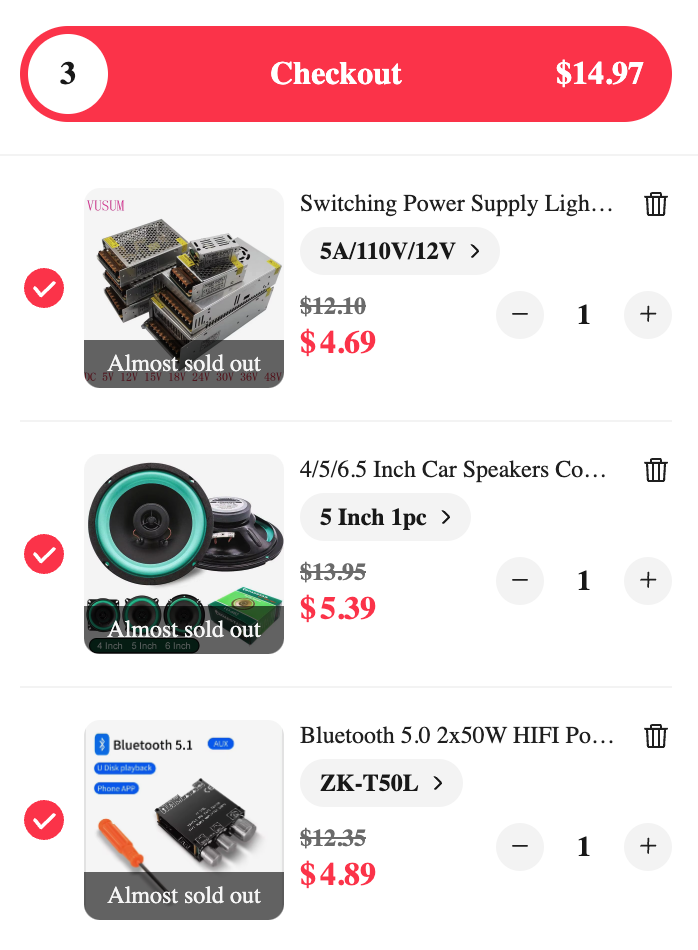 3 Checkout $14.97
VUSUM
Almost sold out
DC 5V 12V 15V 18V 24V 30V 36V 48V
Switching Power Supply Ligh...
5A/110V/12V >
$12.10
$4.69
− 1 +
4 Inch 5 Inch 6 Inch
Almost sold out
4/5/6.5 Inch Car Speakers Co...
5 Inch 1pc >
$13.95
$5.39
− 1 +
Bluetooth 5.1 AUX
U Disk playback
Phone APP
Almost sold out
Bluetooth 5.0 2x50W HIFI Po...
ZK-T50L >
$12.35
$4.89
− 1 +